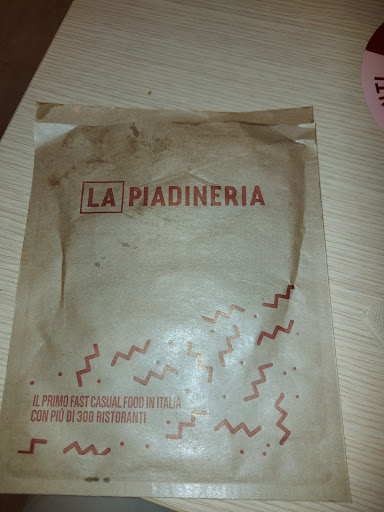 LA PIADINERIA
IL PRIMO FAST CASUAL FOOD IN ITALIA
CON PIÙ DI 300 RISTORANTI